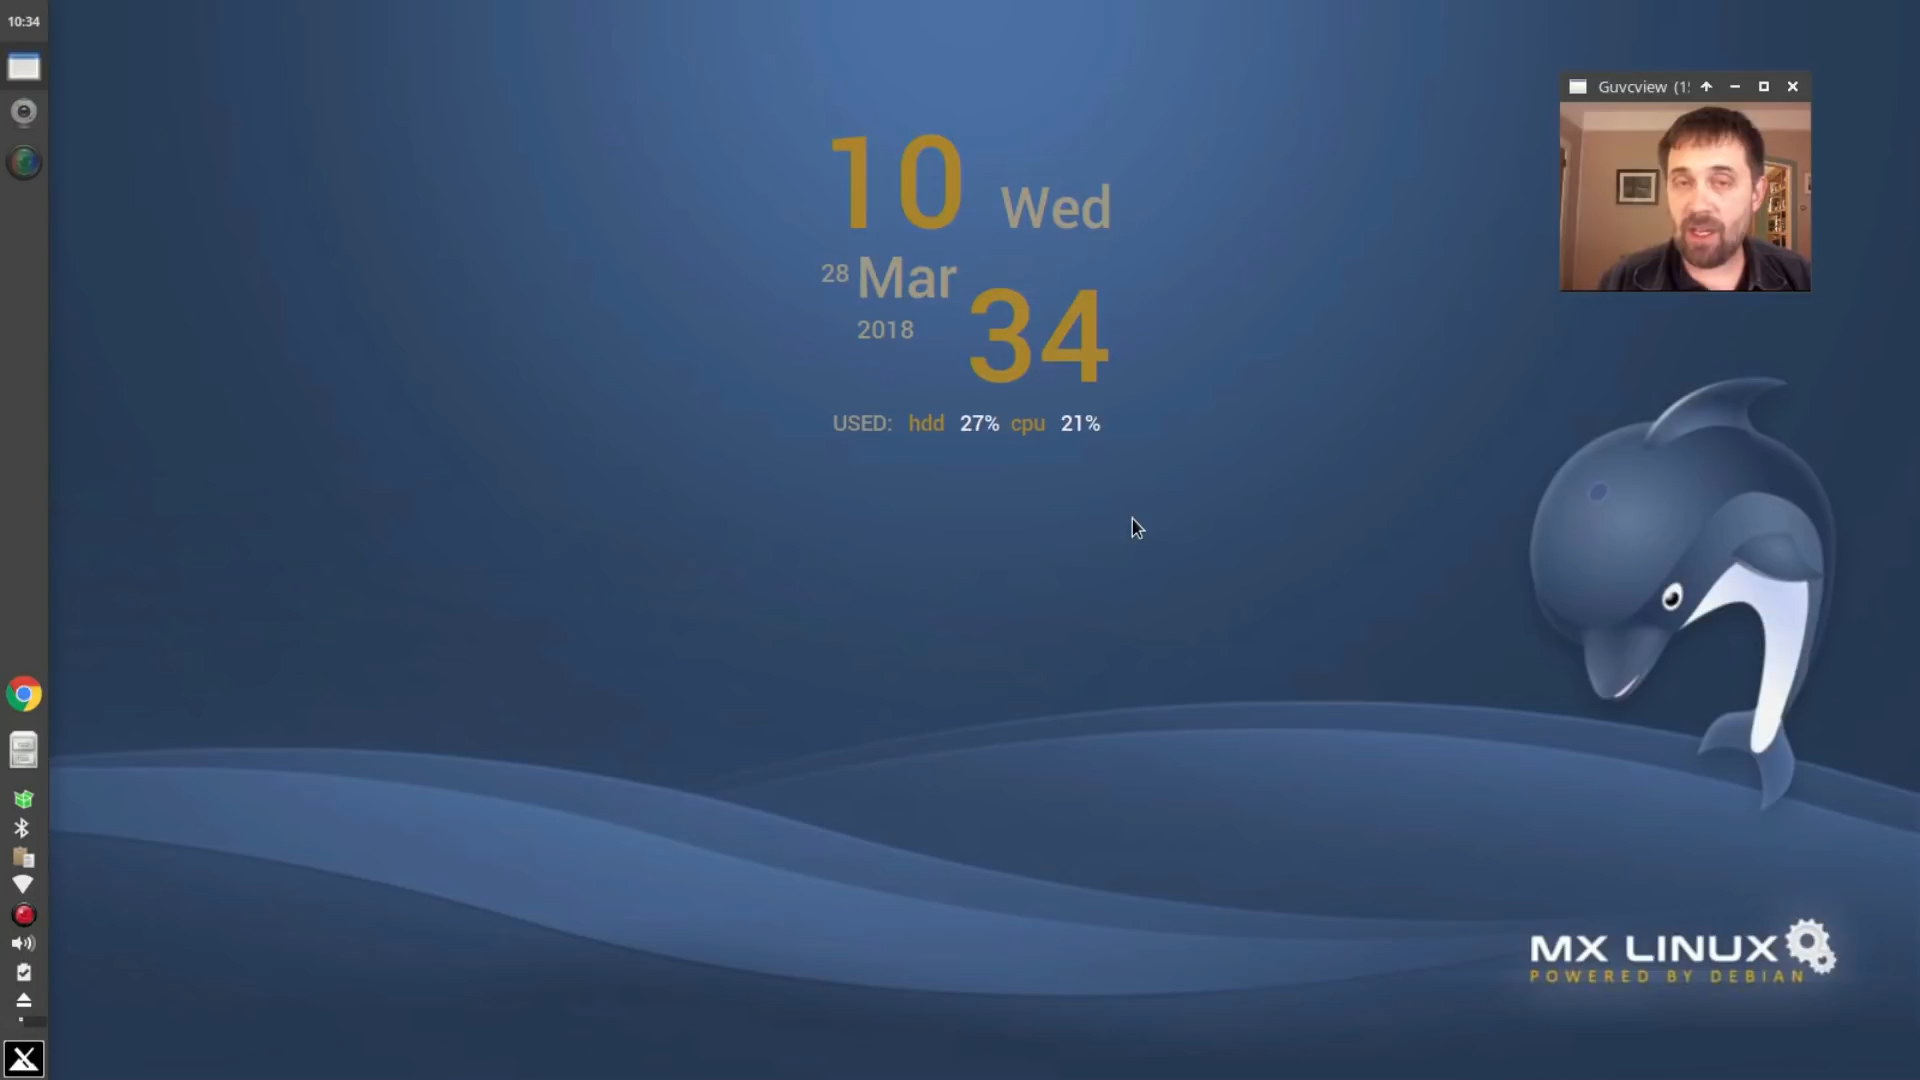 10:34
Guvcview (1
10 Wed
28 Mar
2018 34
USED: hdd 27% cpu 21%
MX LINUX
POWERED BY DEBIAN